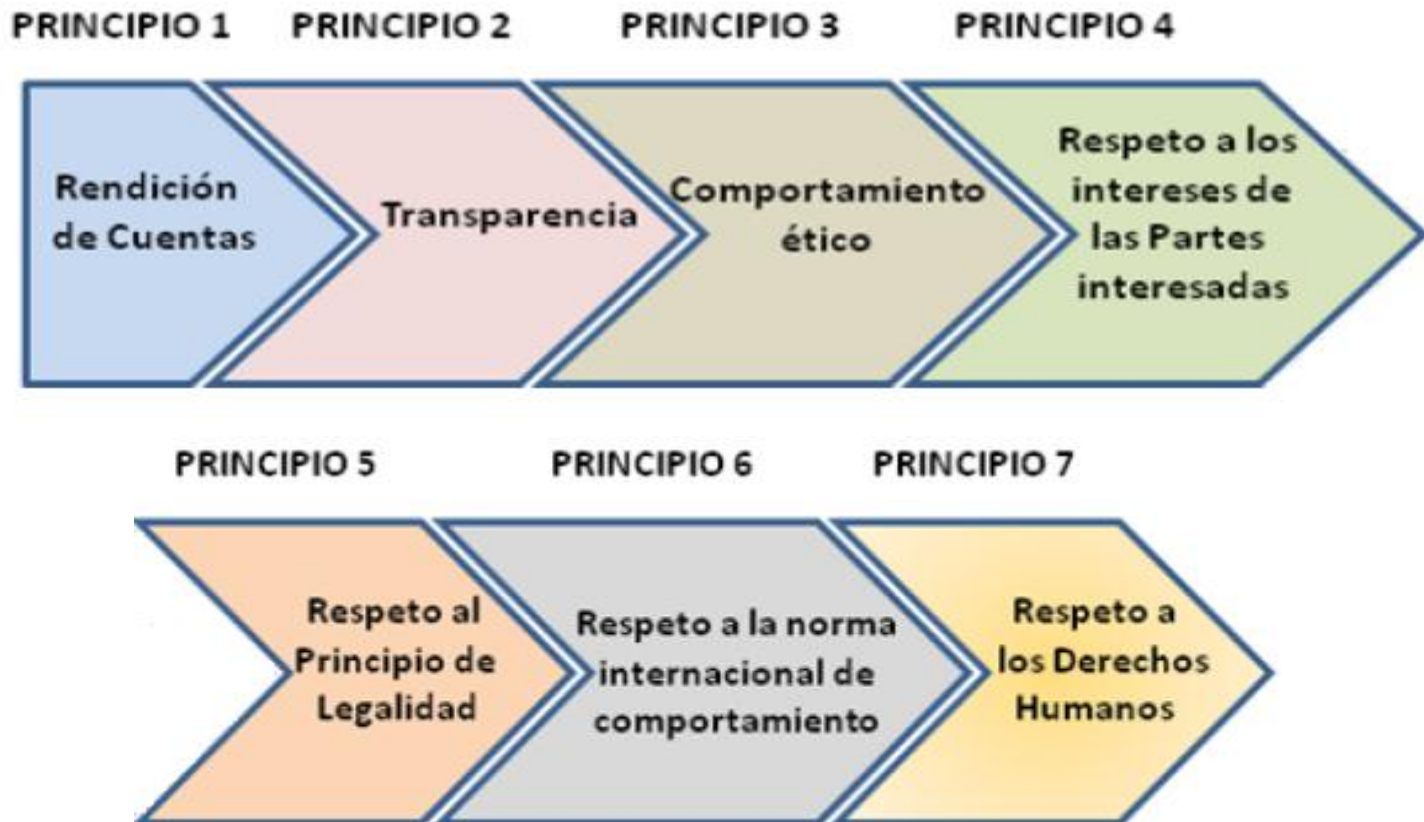 PRINCIPIO 1 PRINCIPIO 2 PRINCIPIO 3 PRINCIPIO 4
Rendición
de Cuentas
Transparencia
Comportamiento
ético
Respeto a los
intereses de
las Partes
interesadas
PRINCIPIO 5 PRINCIPIO 6 PRINCIPIO 7
Respeto al
Principio de
Legalidad
Respeto a la norma
internacional de
comportamiento
Respeto a
los Derechos
Humanos